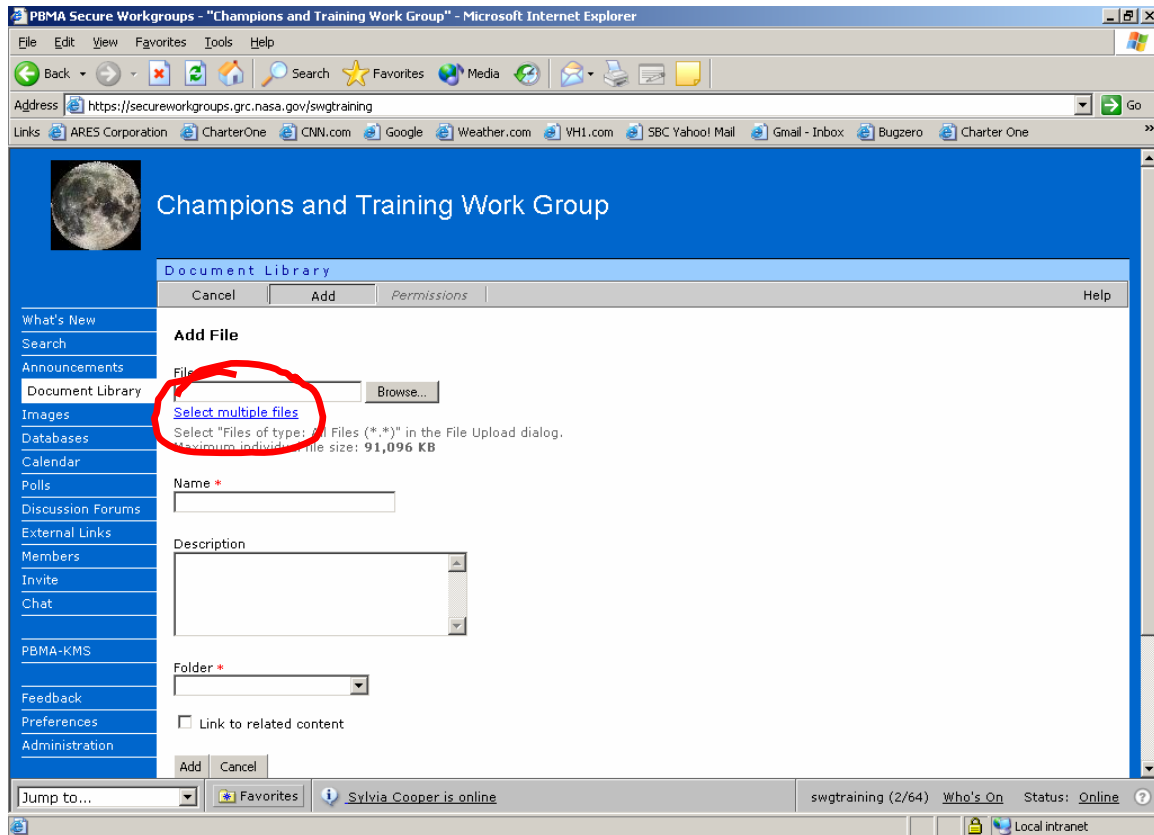 PBMA Secure Workgroups - "Champions and Training Work Group" - Microsoft Internet Explorer
File Edit View Favorites Tools Help
Back Search Favorites Media
Address https://secureworkgroups.grc.nasa.gov/swgtraining Go
Links ARES Corporation CharterOne CNN.com Google Weather.com VH1.com SBC Yahoo! Mail Gmail - Inbox Bugzero Charter One »
Champions and Training Work Group
Document Library
Cancel Add Permissions Help
What's New
Search
Announcements
Document Library
Images
Databases
Calendar
Polls
Discussion Forums
External Links
Members
Invite
Chat
PBMA-KMS
Feedback
Preferences
Administration
Add File
File
Browse...
Select multiple files
Select "Files of type: All Files (*.*)" in the File Upload dialog.
Maximum individual file size: 91,096 KB
Name *
Description
Folder *
Link to related content
Add Cancel
Jump to... Favorites Sylvia Cooper is online swgtraining (2/64) Who's On Status: Online ?
Local intranet